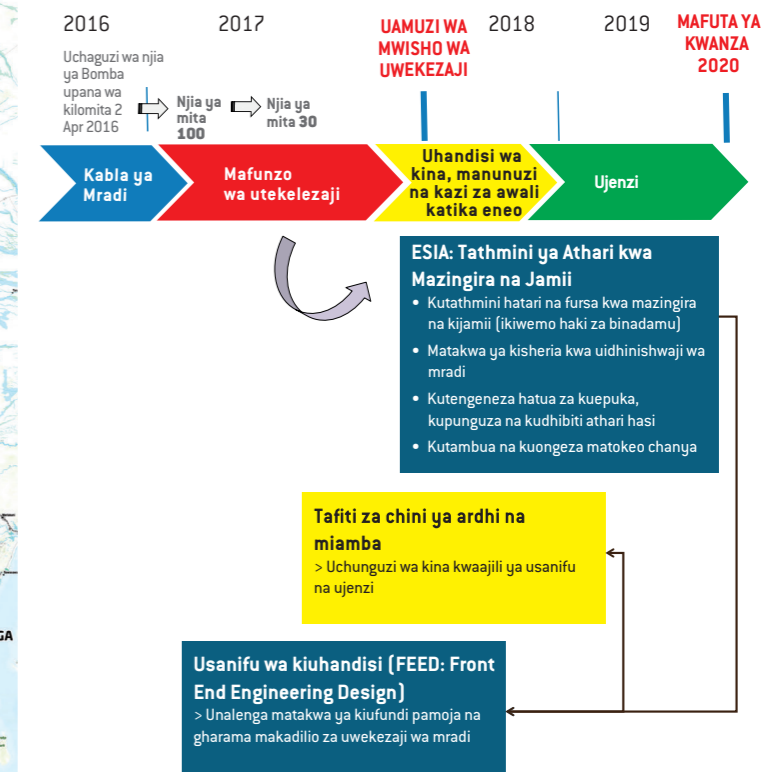 2016
2017
UAMUZI WA
MWISHO WA
UWEKEZAJI
2018
2019
MAFUTA YA
KWANZA
2020
Uchaguzi wa njia
ya Bomba
upana wa
kilomita 2
Apr 2016
Njia ya
mita
100
Njia ya
mita 30
Kabla ya
Mradi
Mafunzo
wa utekelezaji
Uhandisi wa
kina, manunuzi
na kazi za awali
katika eneo
Ujenzi
ESIA: Tathmini ya Athari kwa
Mazingira na Jamii
• Kutathmini hatari na fursa kwa mazingira
na kijamii (ikiwemo haki za binadamu)
• Matakwa ya kisheria kwa uidhinishwaji wa
mradi
• Kutengeneza hatua za kuepuka,
kupunguza na kudhibiti athari hasi
• Kutambua na kuongeza matokeo chanya
Tafiti za chini ya ardhi na
miamba
> Uchunguzi wa kina kwaajili ya usanifu
na ujenzi
GA
Usanifu wa kiuhandisi (FEED: Front
End Engineering Design)
> Unalenga matakwa ya kiufundi pamoja na
gharama makadilio za uwekezaji wa mradi